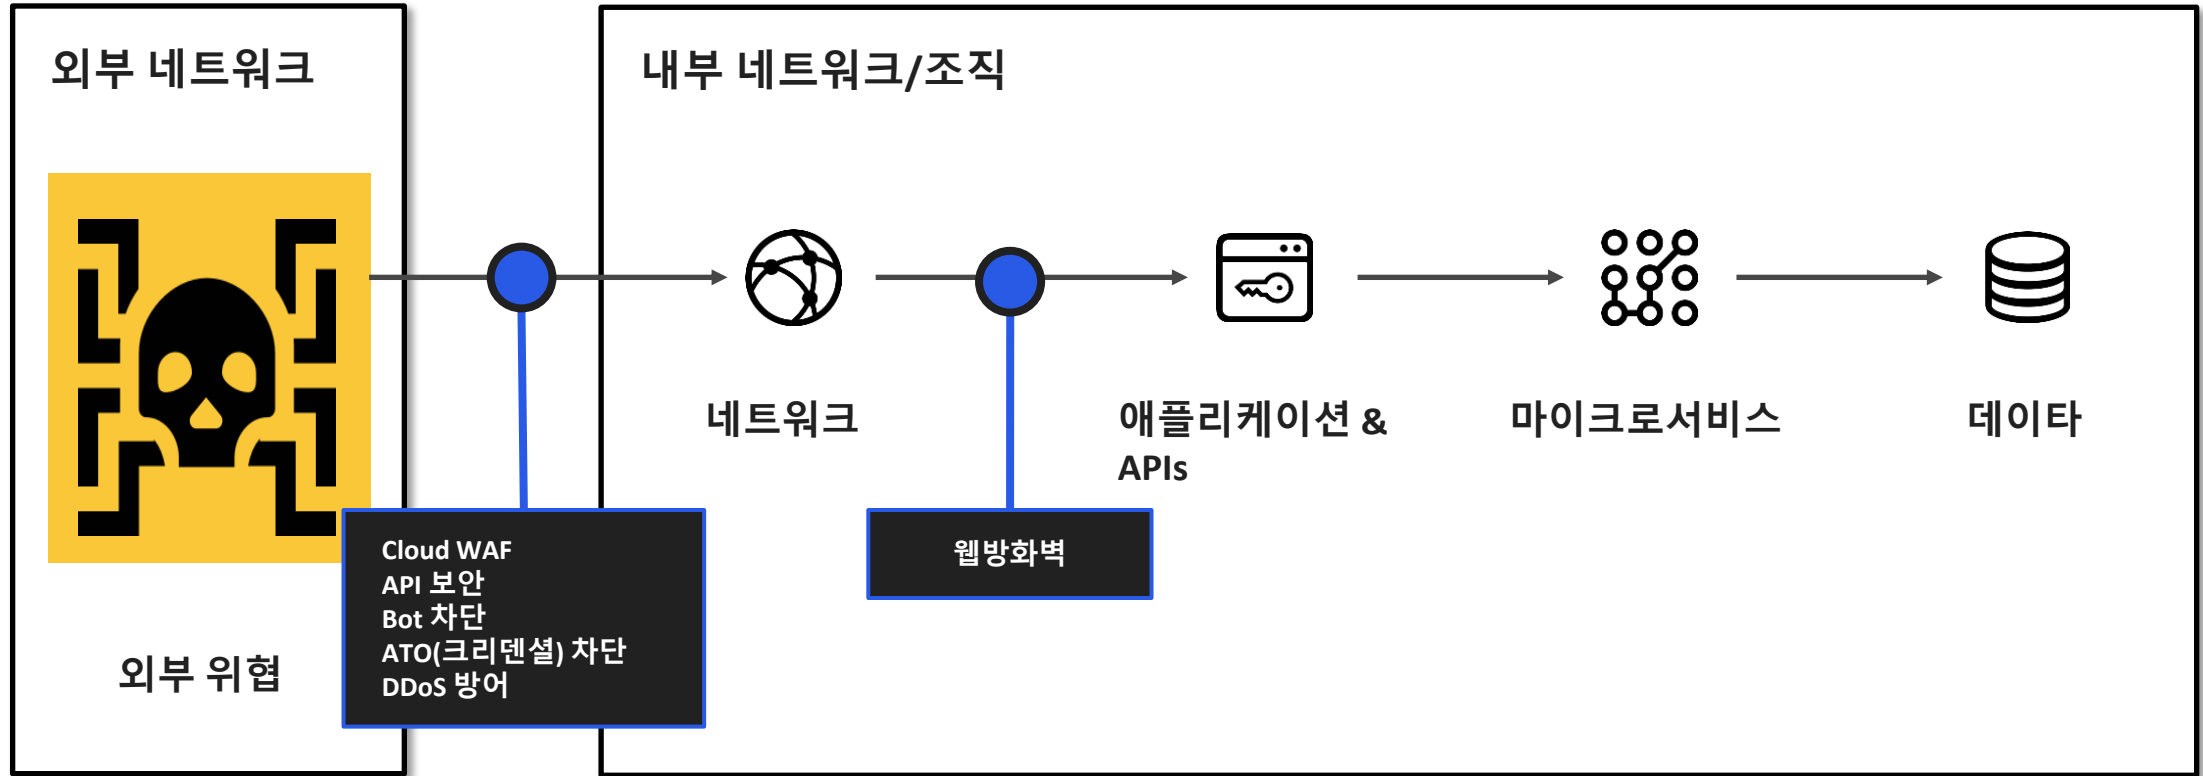 외부 네트워크
내부 네트워크/조직
네트워크
애플리케이션 &
APIs
마이크로서비스
데이타
Cloud WAF
API 보안
Bot 차단
ATO(크리덴셜) 차단
DDoS 방어
웹방화벽
외부 위협